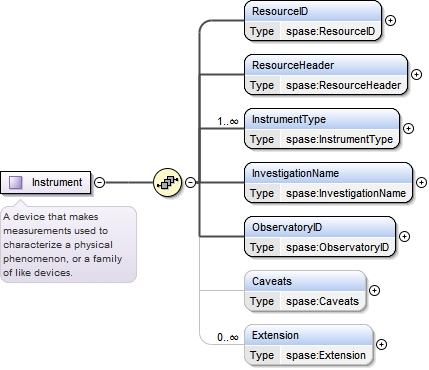 ResourceID
Type spase:ResourceID
ResourceHeader
Type spase:ResourceHeader
1..∞
InstrumentType
Type spase:InstrumentType
Instrument
InvestigationName
Type spase:InvestigationName
A device that makes
measurements used to
characterize a physical
phenomenon, or a family
of like devices.
ObservatoryID
Type spase:ObservatoryID
Caveats
Type spase:Caveats
0..∞
Extension
Type spase:Extension